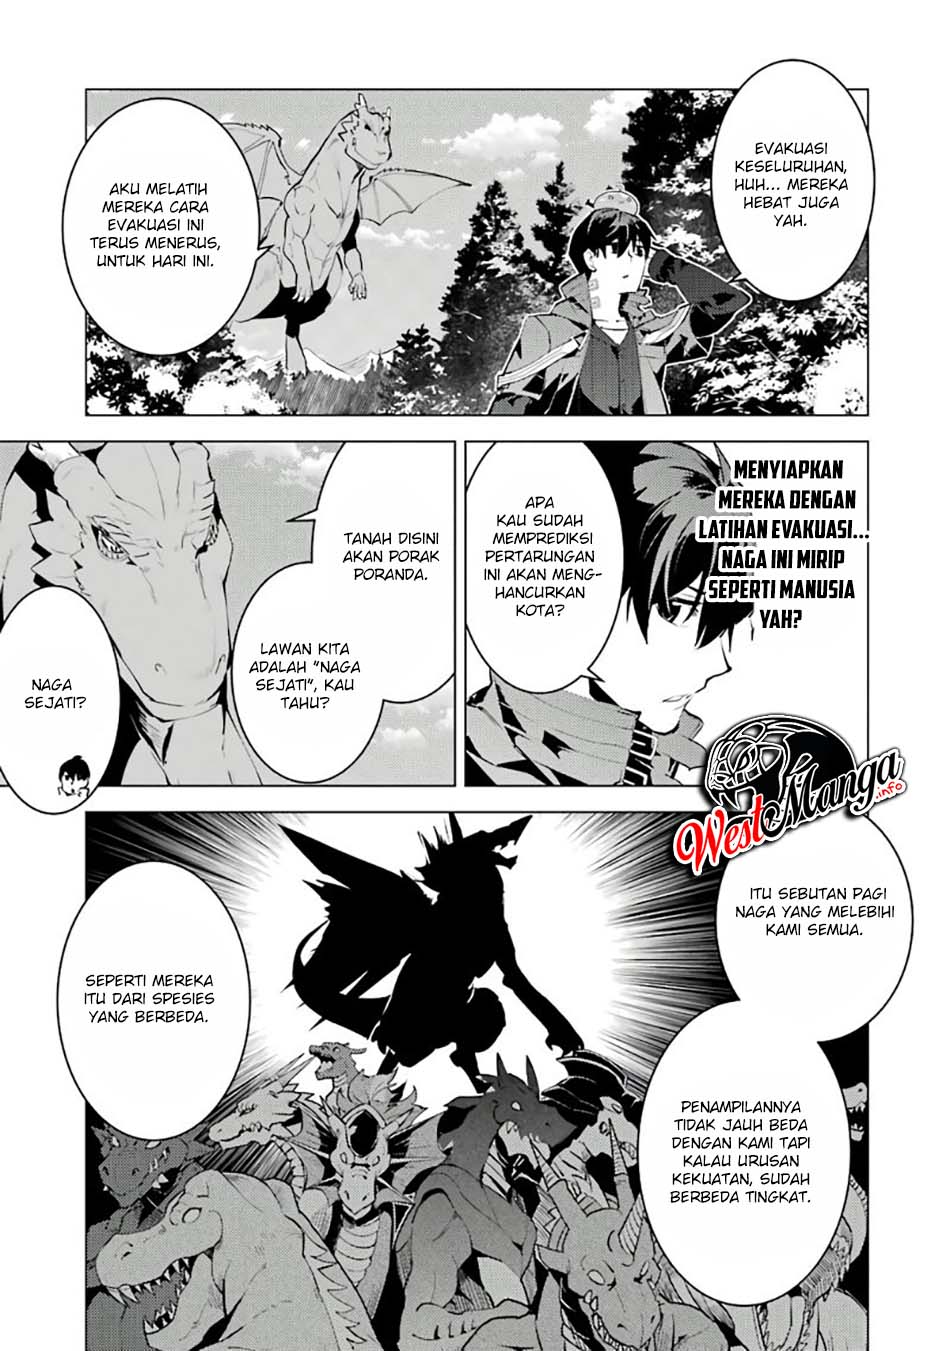 EVAKUASI
KESELURUHAN,
HUH... MEREKA
HEBAT JUGA
YAH.
AKU MELATIH
MEREKA CARA
EVAKUASI INI
TERUS MENERUS,
UNTUK HARI INI.
MENYIAPKAN
MEREKA DENGAN
LATIHAN EVAKUASI...
NAGA INI MIRIP
SEPERTI MANUSIA
YAH?
APA
KAU SUDAH
MEMPREDIKSI
PERTARUNGAN
INI AKAN MENG-
HANCURKAN
KOTA?
TANAH DISINI
AKAN PORAK
PORANDA.
LAWAN KITA
ADALAH "NAGA
SEJATI", KAU
TAHU?
NAGA
SEJATI?
WestManga
.info
ITU SEBUTAN PAGI
NAGA YANG MELEBIHI
KAMI SEMUA.
PENAMPILANNYA
TIDAK JAUH BEDA
DENGAN KAMI TAPI
KALAU URUSAN
KEKUATAN, SUDAH
BERBEDA TINGKAT.
SEPERTI MEREKA
ITU DARI SPESIES
YANG BERBEDA.